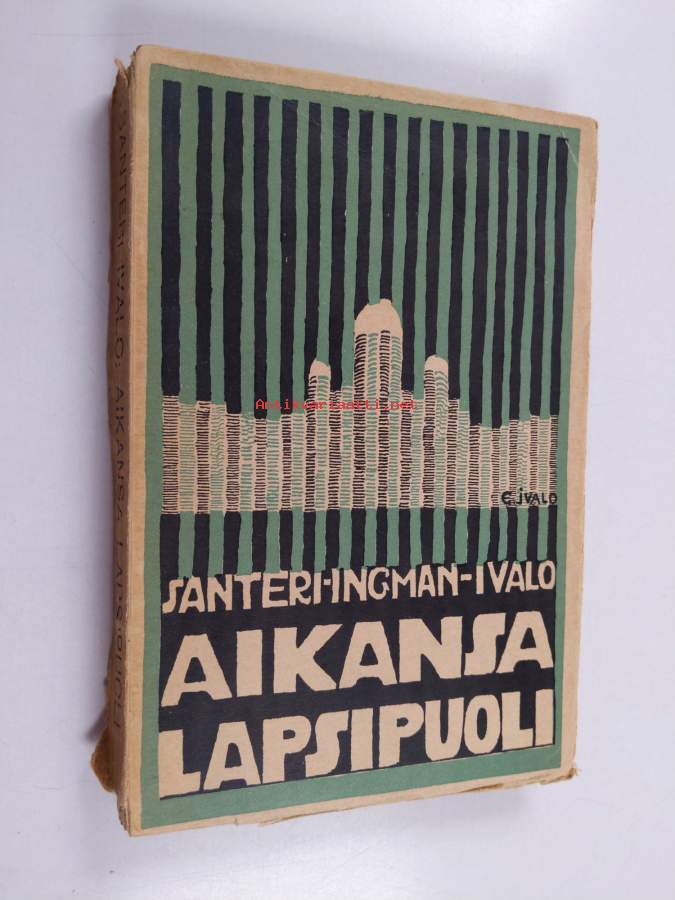 SANTERI IVALO: AIKANSA LAPSIPUOLI
Antikvariaatti.net
E. IVALO
SANTERI-INGMAN-IVALO
AIKANSA
LAPSIPUOLI